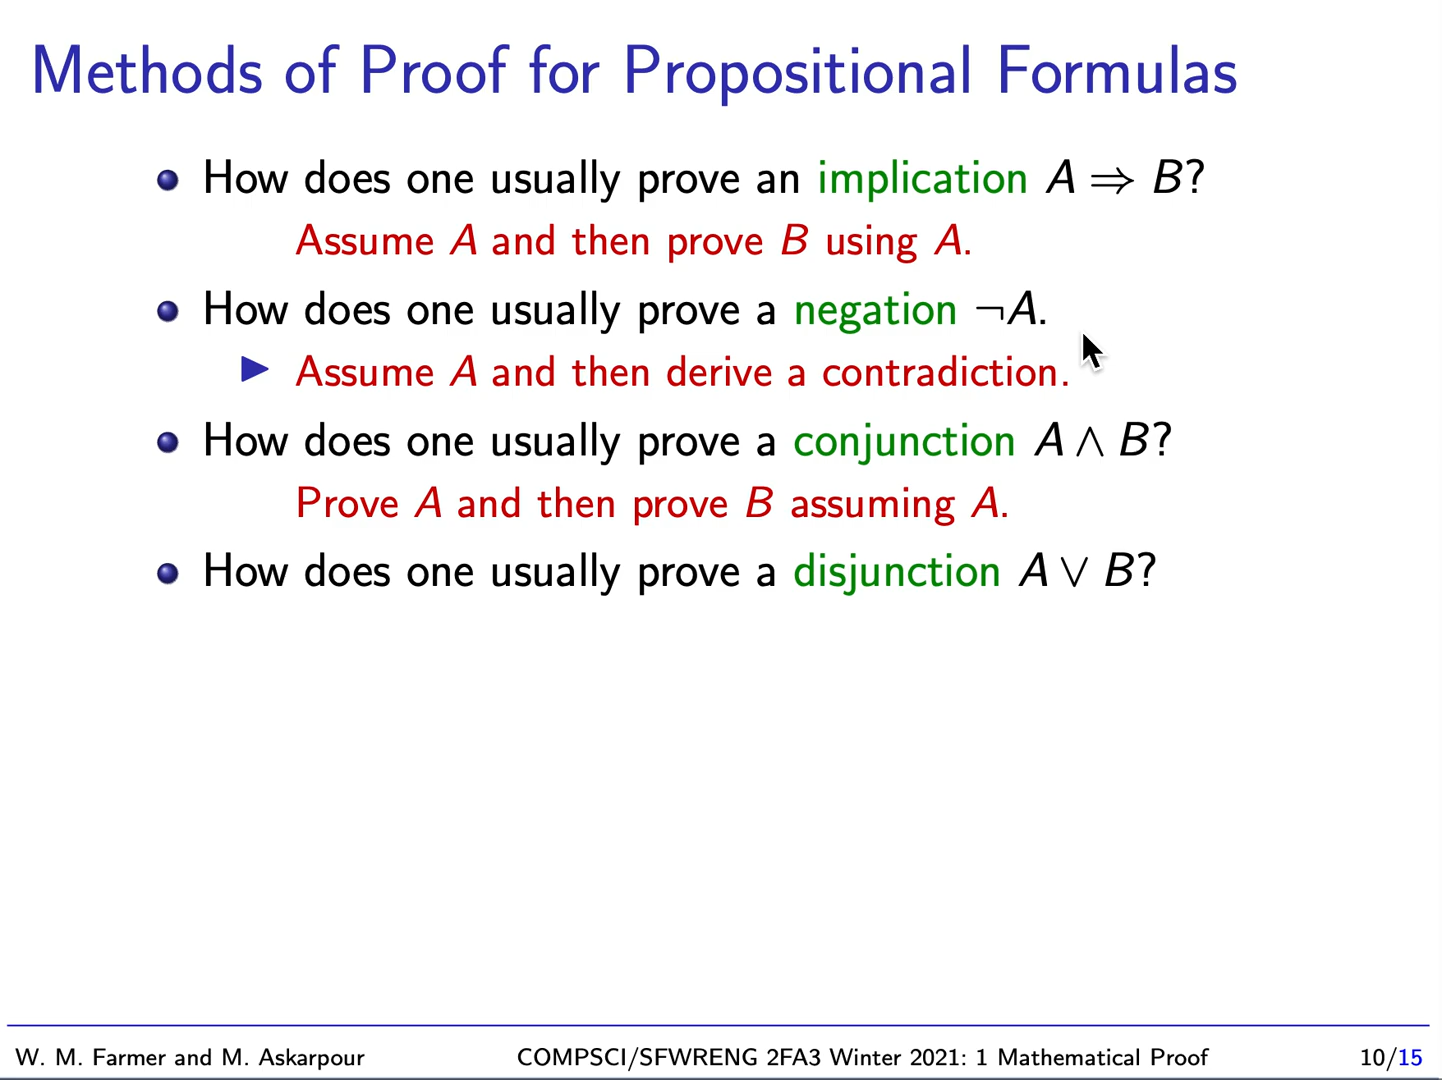 Methods of Proof for Propositional Formulas
How does one usually prove an implication A ⇒ B?
Assume A and then prove B using A.
How does one usually prove a negation ¬A.
Assume A and then derive a contradiction.
How does one usually prove a conjunction A ∧ B?
Prove A and then prove B assuming A.
How does one usually prove a disjunction A ∨ B?
W. M. Farmer and M. Askarpour COMPSCI/SFWRENG 2FA3 Winter 2021: 1 Mathematical Proof 10/15